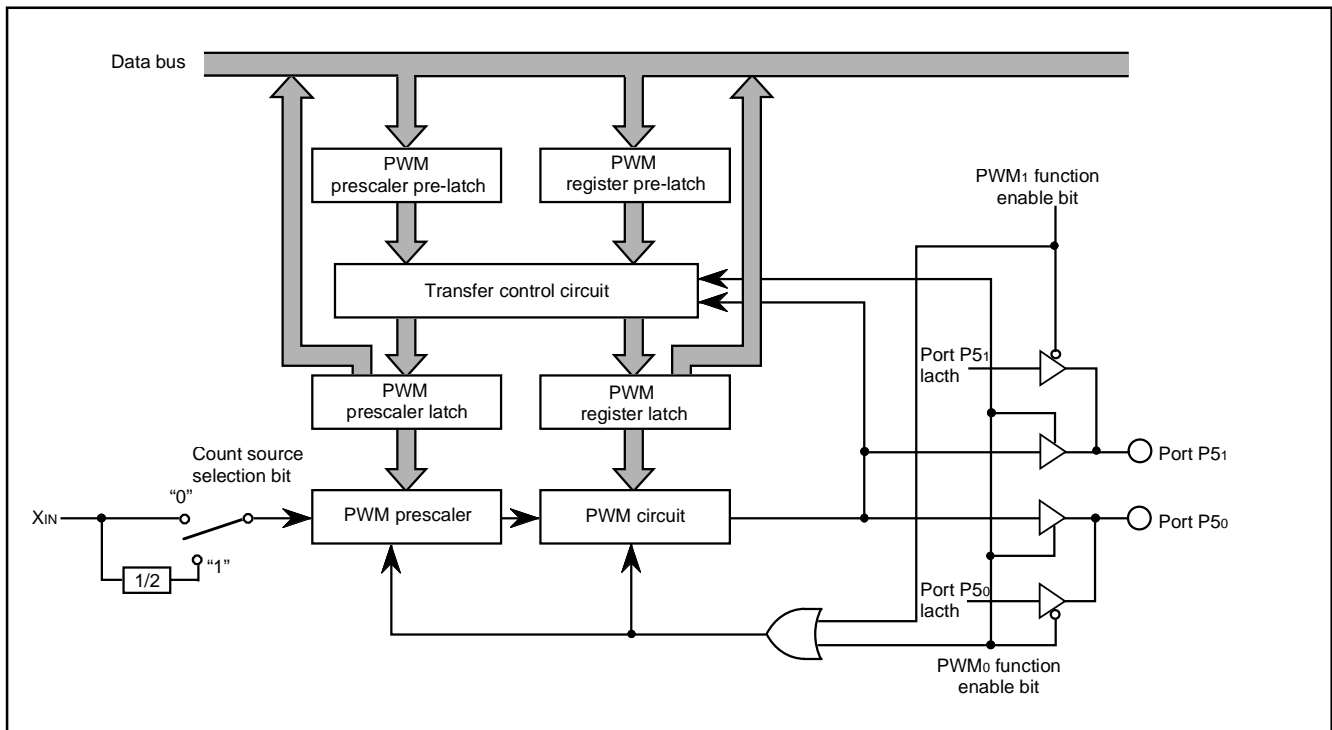 Data bus
PWM
prescaler pre-latch
PWM
register pre-latch
PWM1 function
enable bit
Transfer control circuit
Port P51
lacth
PWM
prescaler latch
PWM
register latch
Count source
selection bit
Port P51
"0"
XIN
PWM prescaler
PWM circuit
Port P50
"1"
1/2
Port P50
lacth
PWM0 function
enable bit